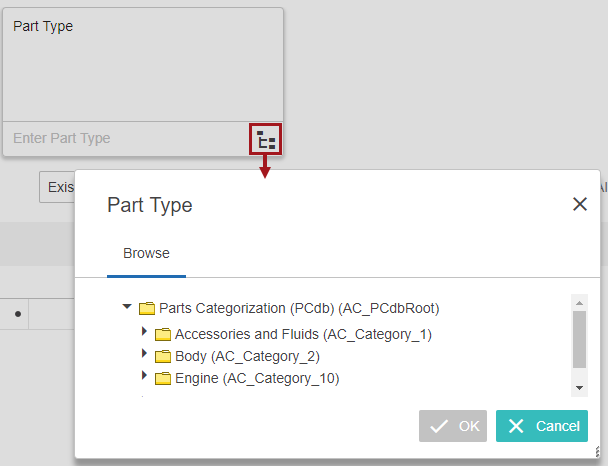 Part Type
Enter Part Type
Exis
Al
Part Type
Browse
Parts Categorization (PCdb) (AC_PCdbRoot)
Accessories and Fluids (AC_Category_1)
Body (AC_Category_2)
Engine (AC_Category_10)
OK
Cancel